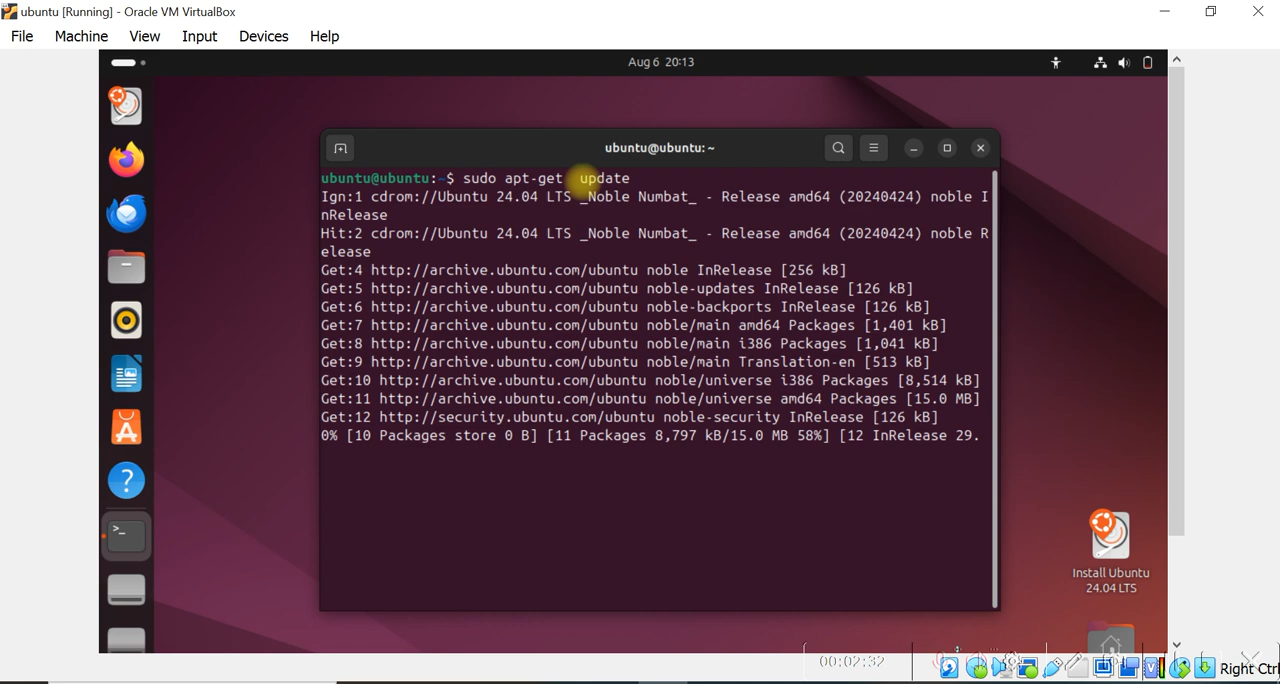 ubuntu [Running] - Oracle VM VirtualBox
File Machine View Input Devices Help
Aug 6 20:13
ubuntu@ubuntu: ~
ubuntu@ubuntu:~$ sudo apt-get  update
Ign:1 cdrom://Ubuntu 24.04 LTS _Noble Numbat_ - Release amd64 (20240424) noble I
nRelease
Hit:2 cdrom://Ubuntu 24.04 LTS _Noble Numbat_ - Release amd64 (20240424) noble R
elease
Get:4 http://archive.ubuntu.com/ubuntu noble InRelease [256 kB]
Get:5 http://archive.ubuntu.com/ubuntu noble-updates InRelease [126 kB]
Get:6 http://archive.ubuntu.com/ubuntu noble-backports InRelease [126 kB]
Get:7 http://archive.ubuntu.com/ubuntu noble/main amd64 Packages [1,401 kB]
Get:8 http://archive.ubuntu.com/ubuntu noble/main i386 Packages [1,041 kB]
Get:9 http://archive.ubuntu.com/ubuntu noble/main Translation-en [513 kB]
Get:10 http://archive.ubuntu.com/ubuntu noble/universe i386 Packages [8,514 kB]
Get:11 http://archive.ubuntu.com/ubuntu noble/universe amd64 Packages [15.0 MB]
Get:12 http://security.ubuntu.com/ubuntu noble-security InRelease [126 kB]
0% [10 Packages store 0 B] [11 Packages 8,797 kB/15.0 MB 58%] [12 InRelease 29.
Install Ubuntu
24.04 LTS
00:02:32
Right Ctrl